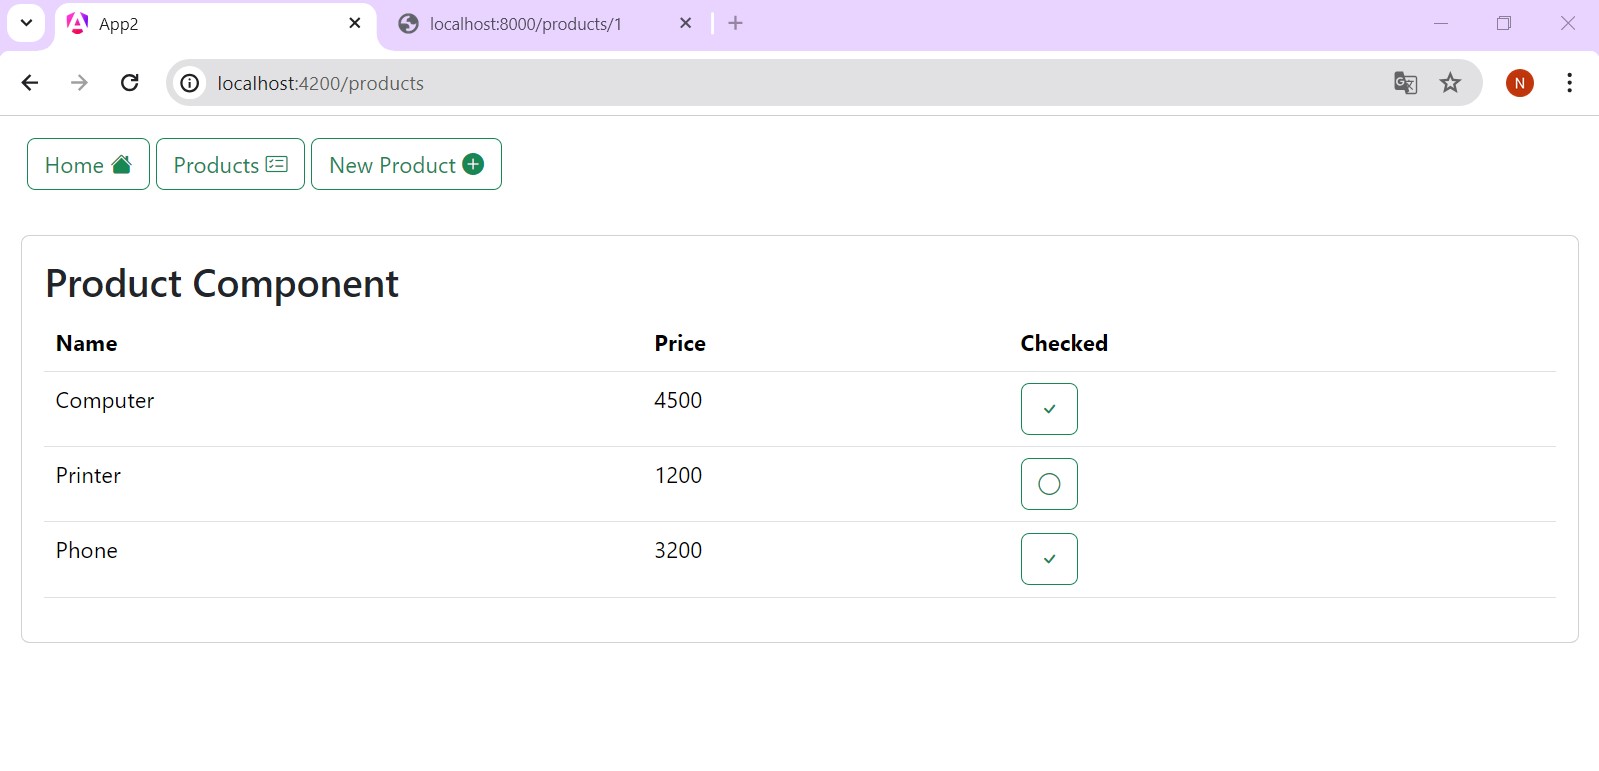 App2
localhost:8000/products/1
localhost:4200/products
N
Home
Products
New Product
Product Component
Name Price Checked
Computer 4500
Printer 1200
Phone 3200